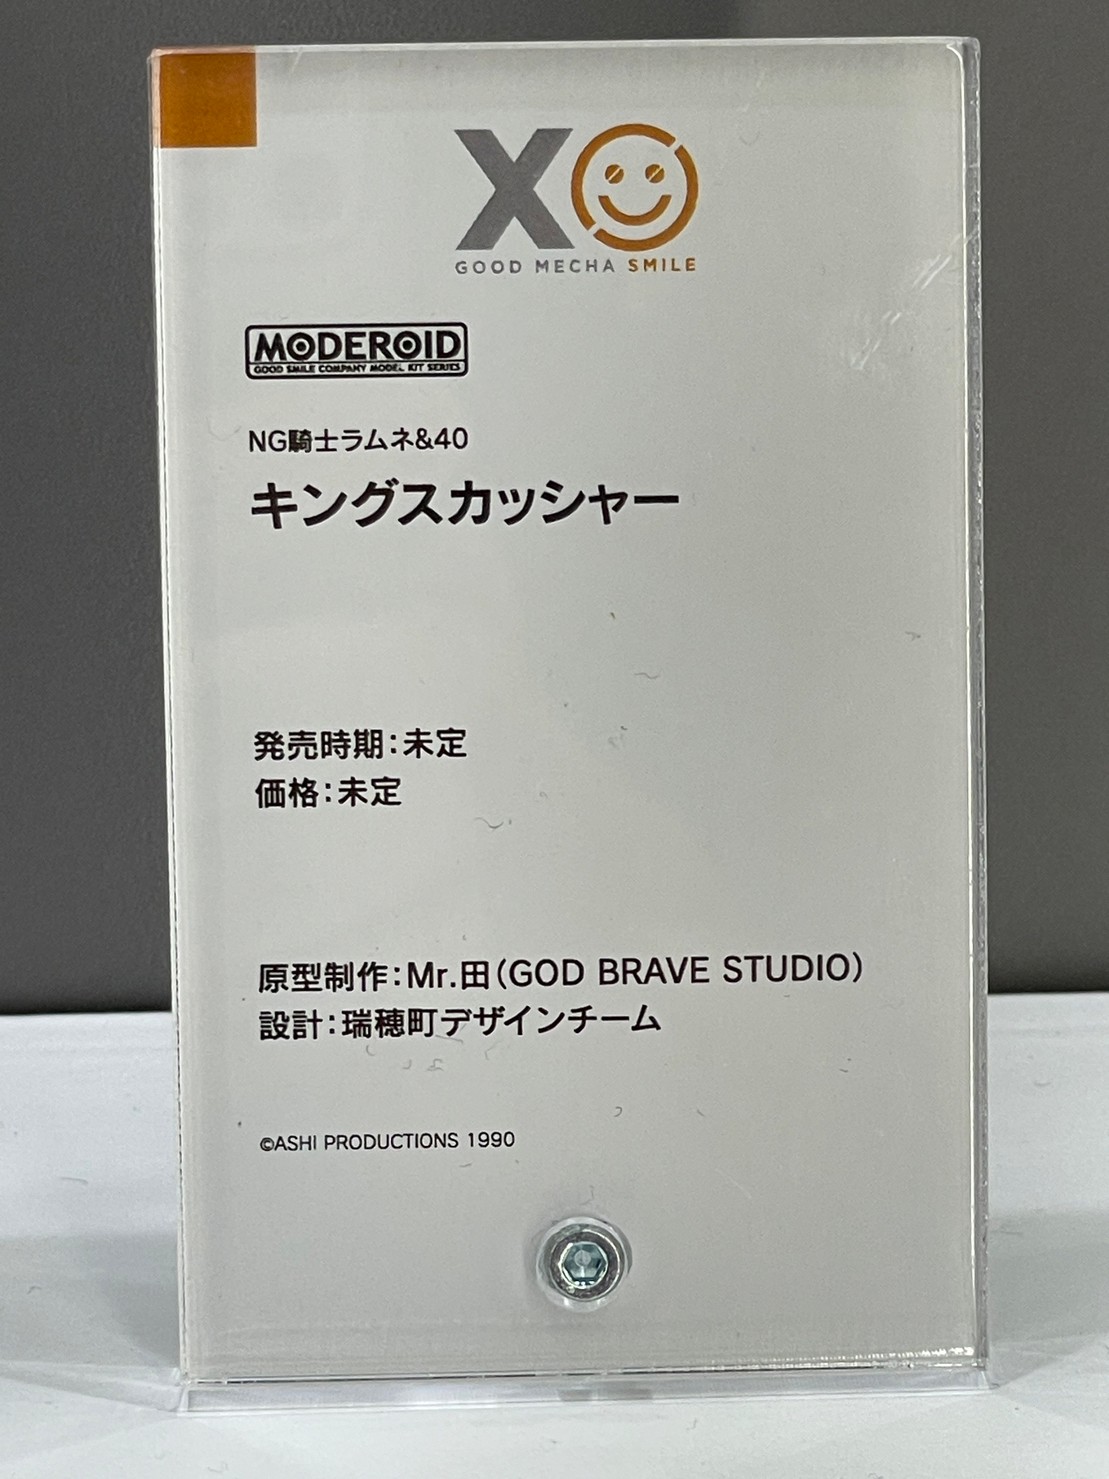 XO
GOOD MECHA SMILE
MODEROID
GOOD SMILE COMPANY MODEL KIT SERIES
NG騎士ラムネ&40
キングスカッシャー
発売時期：未定
価格：未定
原型制作：Mr.田（GOD BRAVE STUDIO）
設計：瑞穂町デザインチーム
©ASHI PRODUCTIONS 1990